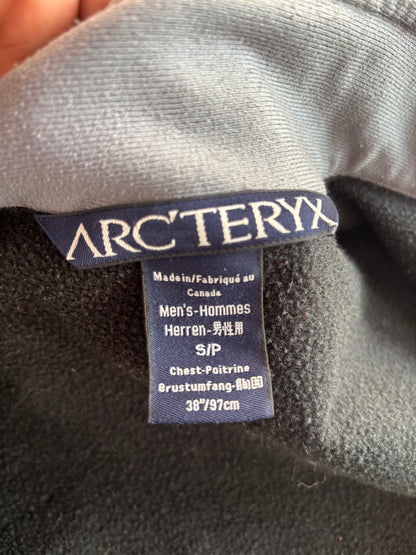 ARC'TERYX
Made in/Fabriqué au
Canada
Men's-Hommes
Herren-男性用
S/P
Chest-Poitrine
Brustumfang-胸囲
38"/97cm